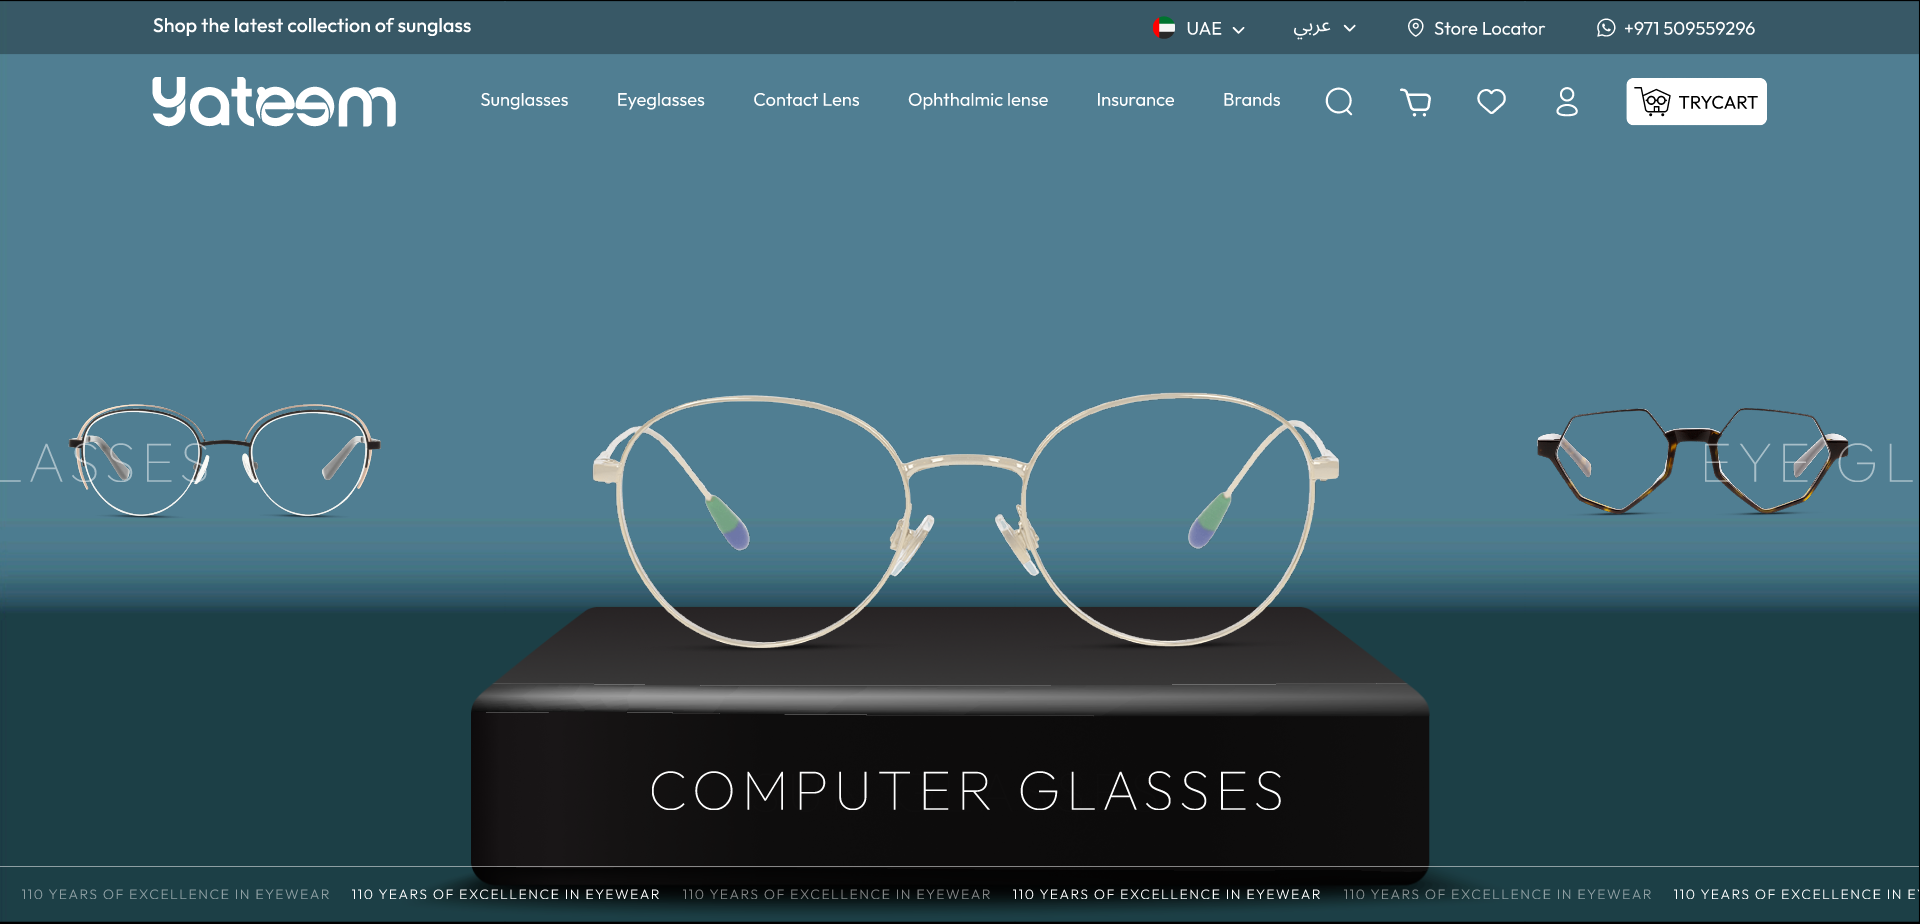 Shop the latest collection of sunglass
UAE
عربي
Store Locator
+971 509559296
yateem
Sunglasses
Eyeglasses
Contact Lens
Ophthalmic lense
Insurance
Brands
TRYCART
LASSES
EYE GL
COMPUTER GLASSES
110 YEARS OF EXCELLENCE IN EYEWEAR 110 YEARS OF EXCELLENCE IN EYEWEAR 110 YEARS OF EXCELLENCE IN EYEWEAR 110 YEARS OF EXCELLENCE IN EYEWEAR 110 YEARS OF EXCELLENCE IN EYEWEAR 110 YEARS OF EXCELLENCE IN E